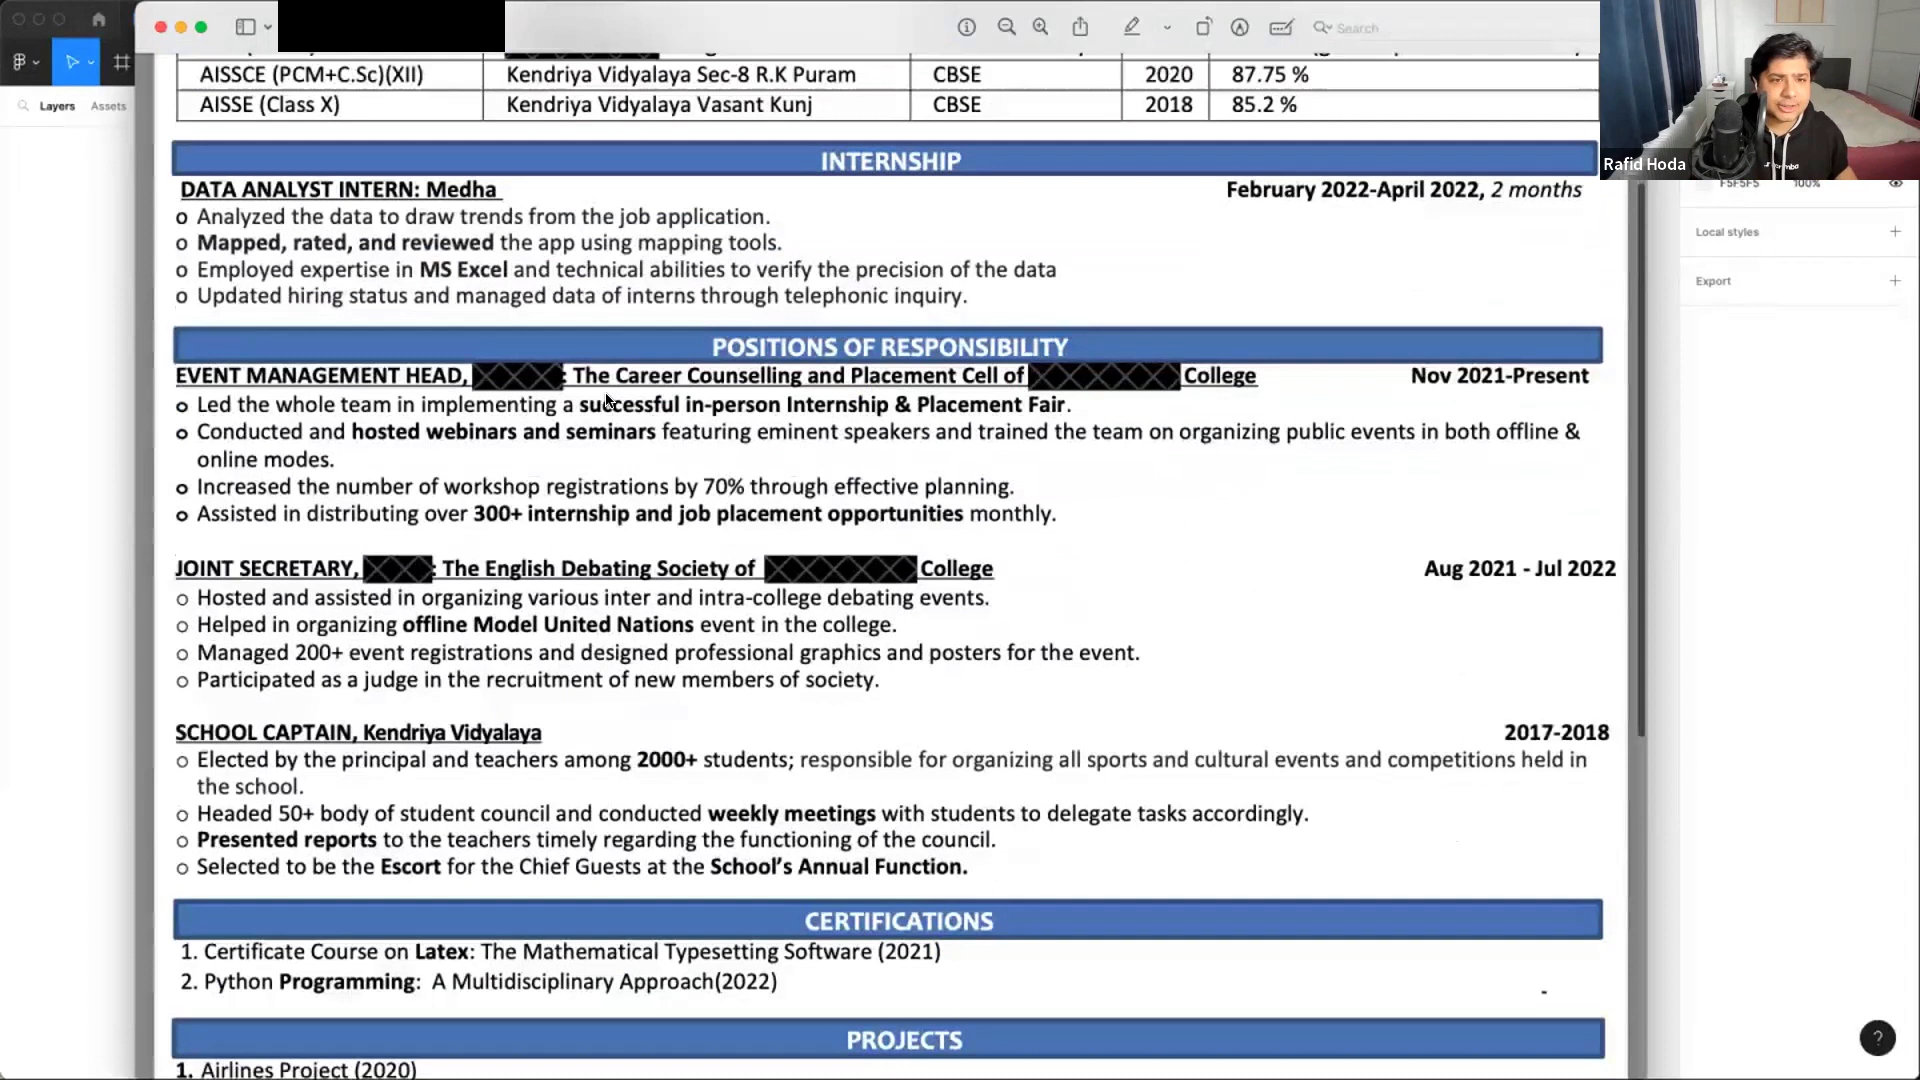 Search
Layers Assets
AISSCE (PCM+C.Sc)(XII) Kendriya Vidyalaya Sec-8 R.K Puram CBSE 2020 87.75 %
AISSE (Class X) Kendriya Vidyalaya Vasant Kunj CBSE 2018 85.2 %
Rafid Hoda
F5F5F5 100%
Local styles
Export
INTERNSHIP
DATA ANALYST INTERN: Medha February 2022-April 2022, 2 months
o Analyzed the data to draw trends from the job application.
o Mapped, rated, and reviewed the app using mapping tools.
o Employed expertise in MS Excel and technical abilities to verify the precision of the data
o Updated hiring status and managed data of interns through telephonic inquiry.
POSITIONS OF RESPONSIBILITY
EVENT MANAGEMENT HEAD, : The Career Counselling and Placement Cell of College Nov 2021-Present
o Led the whole team in implementing a successful in-person Internship & Placement Fair.
o Conducted and hosted webinars and seminars featuring eminent speakers and trained the team on organizing public events in both offline &
online modes.
o Increased the number of workshop registrations by 70% through effective planning.
o Assisted in distributing over 300+ internship and job placement opportunities monthly.
JOINT SECRETARY, : The English Debating Society of College Aug 2021 - Jul 2022
o Hosted and assisted in organizing various inter and intra-college debating events.
o Helped in organizing offline Model United Nations event in the college.
o Managed 200+ event registrations and designed professional graphics and posters for the event.
o Participated as a judge in the recruitment of new members of society.
SCHOOL CAPTAIN, Kendriya Vidyalaya 2017-2018
o Elected by the principal and teachers among 2000+ students; responsible for organizing all sports and cultural events and competitions held in
the school.
o Headed 50+ body of student council and conducted weekly meetings with students to delegate tasks accordingly.
o Presented reports to the teachers timely regarding the functioning of the council.
o Selected to be the Escort for the Chief Guests at the School's Annual Function.
CERTIFICATIONS
1. Certificate Course on Latex: The Mathematical Typesetting Software (2021)
2. Python Programming: A Multidisciplinary Approach(2022)
-
PROJECTS
1. Airlines Project (2020)
?